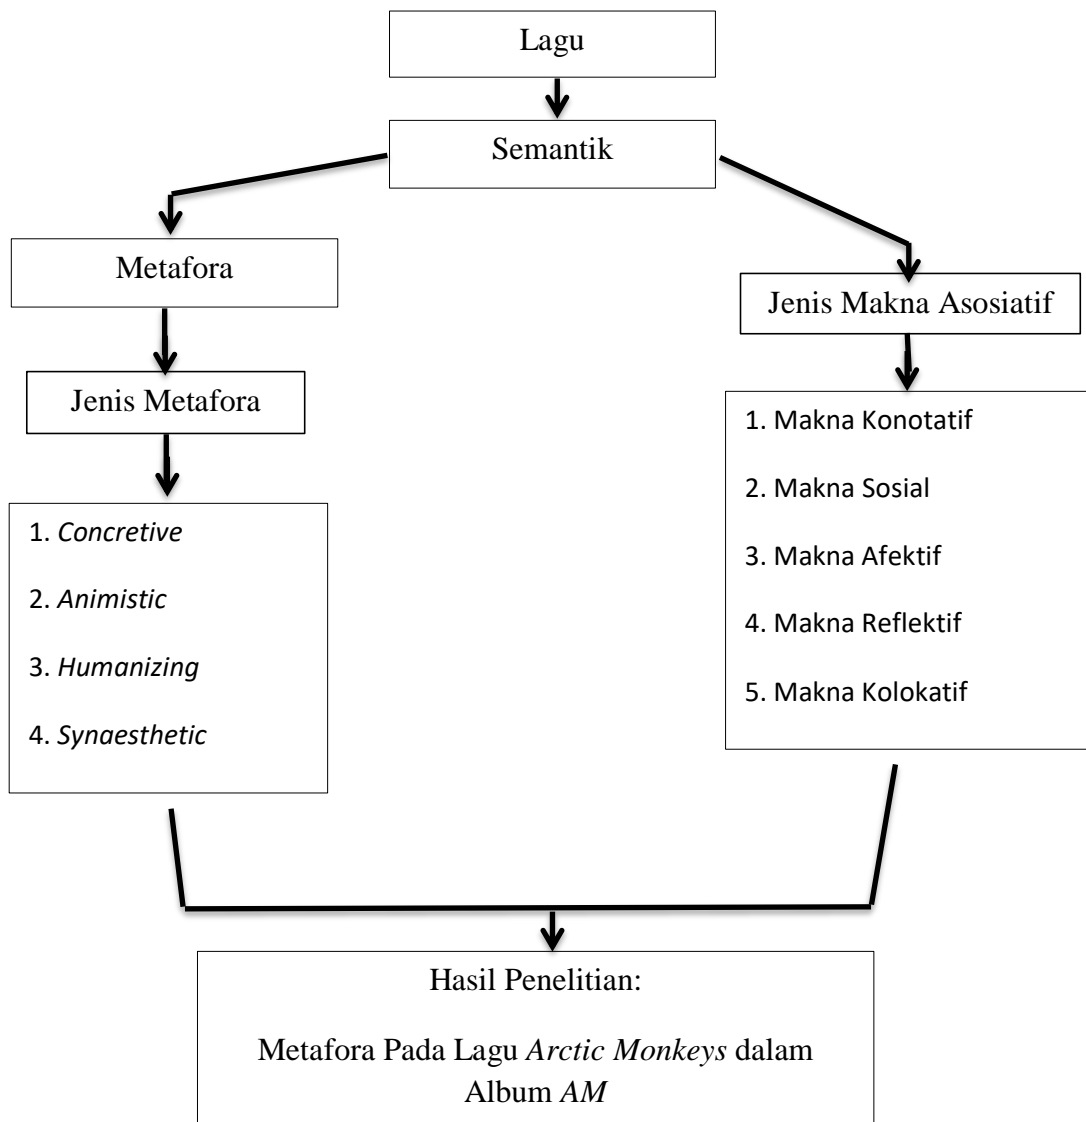 Lagu
Semantik
Metafora
Jenis Metafora
1. Concretive
2. Animistic
3. Humanizing
4. Synaesthetic
Jenis Makna Asosiatif
1. Makna Konotatif
2. Makna Sosial
3. Makna Afektif
4. Makna Reflektif
5. Makna Kolokatif
Hasil Penelitian:
Metafora Pada Lagu Arctic Monkeys dalam
Album AM